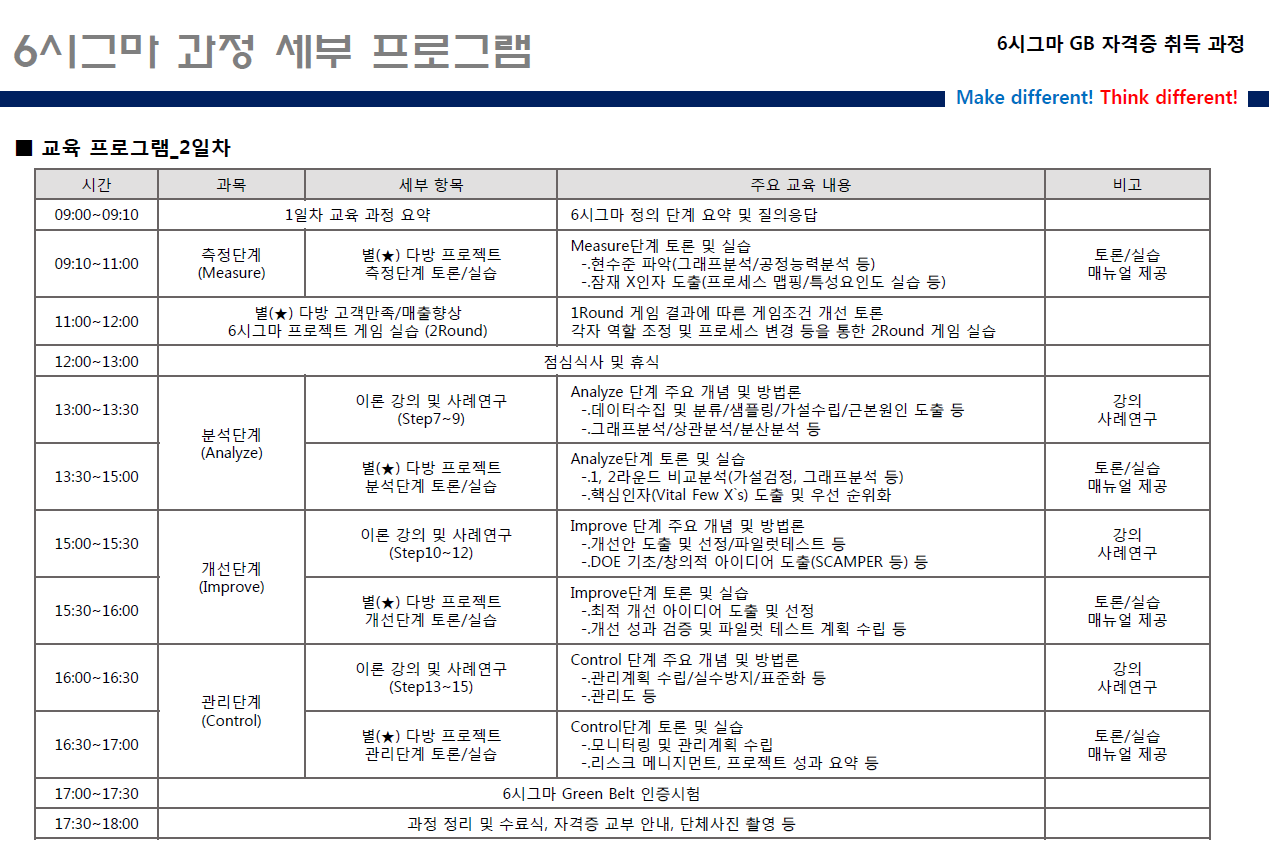 6시그마 과정 세부 프로그램
6시그마 GB 자격증 취득 과정
Make different! Think different!
■ 교육 프로그램_2일차
시간 과목 세부 항목 주요 교육 내용 비고
09:00~09:10 1일차 교육 과정 요약 6시그마 정의 단계 요약 및 질의응답
09:10~11:00
측정단계
(Measure)
별(★) 다방 프로젝트
측정단계 토론/실습
Measure단계 토론 및 실습
-.현수준 파악(그래프분석/공정능력분석 등)
-.잠재 X인자 도출(프로세스 맵핑/특성요인도 실습 등)
토론/실습
매뉴얼 제공
11:00~12:00
별(★) 다방 고객만족/매출향상
6시그마 프로젝트 게임 실습 (2Round)
1Round 게임 결과에 따른 게임조건 개선 토론
각자 역할 조정 및 프로세스 변경 등을 통한 2Round 게임 실습
12:00~13:00 점심식사 및 휴식
13:00~13:30
분석단계
(Analyze)
이론 강의 및 사례연구
(Step7~9)
Analyze 단계 주요 개념 및 방법론
-.데이터수집 및 분류/샘플링/가설수립/근본원인 도출 등
-.그래프분석/상관분석/분산분석 등
강의
사례연구
13:30~15:00
별(★) 다방 프로젝트
분석단계 토론/실습
Analyze단계 토론 및 실습
-.1, 2라운드 비교분석(가설검정, 그래프분석 등)
-.핵심인자(Vital Few X`s) 도출 및 우선 순위화
토론/실습
매뉴얼 제공
15:00~15:30
개선단계
(Improve)
이론 강의 및 사례연구
(Step10~12)
Improve 단계 주요 개념 및 방법론
-.개선안 도출 및 선정/파일럿테스트 등
-.DOE 기초/창의적 아이디어 도출(SCAMPER 등) 등
강의
사례연구
15:30~16:00
별(★) 다방 프로젝트
개선단계 토론/실습
Improve단계 토론 및 실습
-.최적 개선 아이디어 도출 및 선정
-.개선 성과 검증 및 파일럿 테스트 계획 수립 등
토론/실습
매뉴얼 제공
16:00~16:30
관리단계
(Control)
이론 강의 및 사례연구
(Step13~15)
Control 단계 주요 개념 및 방법론
-.관리계획 수립/실수방지/표준화 등
-.관리도 등
강의
사례연구
16:30~17:00
별(★) 다방 프로젝트
관리단계 토론/실습
Control단계 토론 및 실습
-.모니터링 및 관리계획 수립
-.리스크 메니지먼트, 프로젝트 성과 요약 등
토론/실습
매뉴얼 제공
17:00~17:30 6시그마 Green Belt 인증시험
17:30~18:00 과정 정리 및 수료식, 자격증 교부 안내, 단체사진 촬영 등